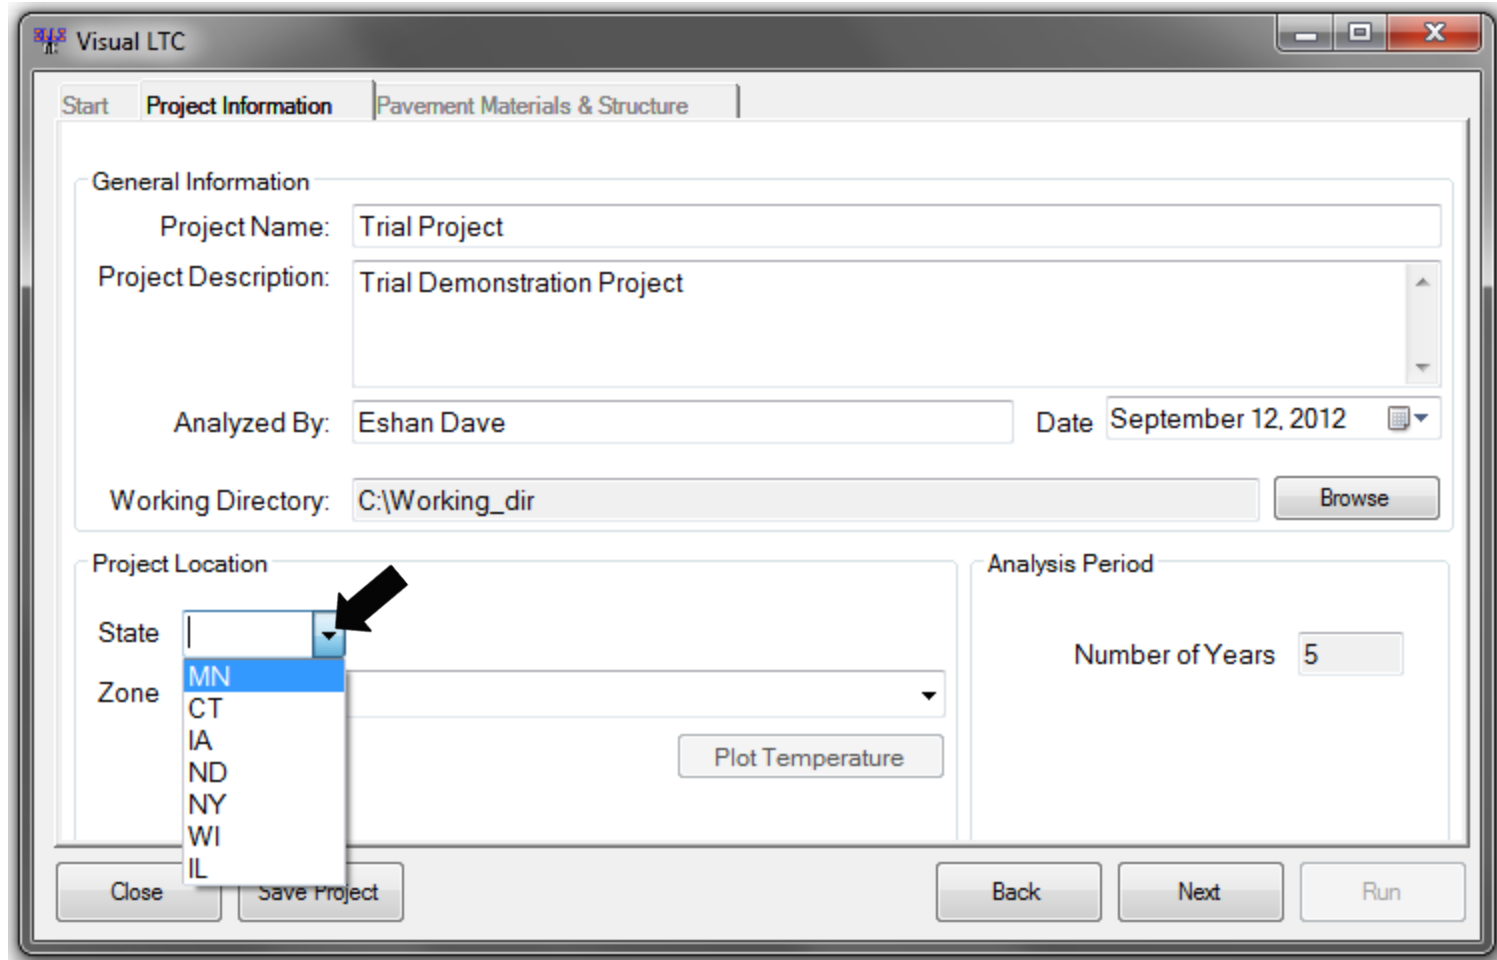 Visual LTC
Start Project Information Pavement Materials & Structure
General Information
Project Name: Trial Project
Project Description: Trial Demonstration Project
Analyzed By: Eshan Dave Date September 12, 2012
Working Directory: C:\Working_dir Browse
Project Location
State
MN
CT
IA
ND
NY
WI
IL
Zone
Plot Temperature
Analysis Period
Number of Years 5
Close Save Project Back Next Run